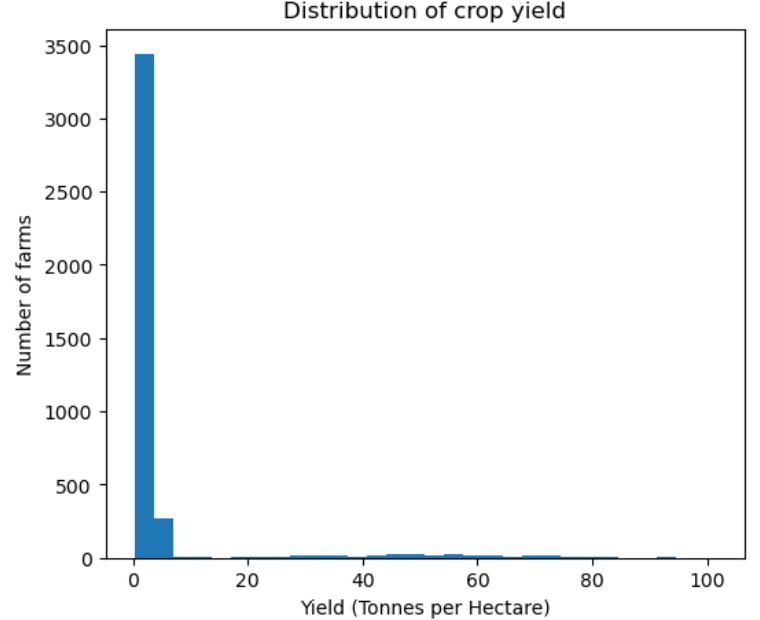 Distribution of crop yield
3500
3000
2500
2000
1500
1000
500
0
Number of farms
0 20 40 60 80 100
Yield (Tonnes per Hectare)